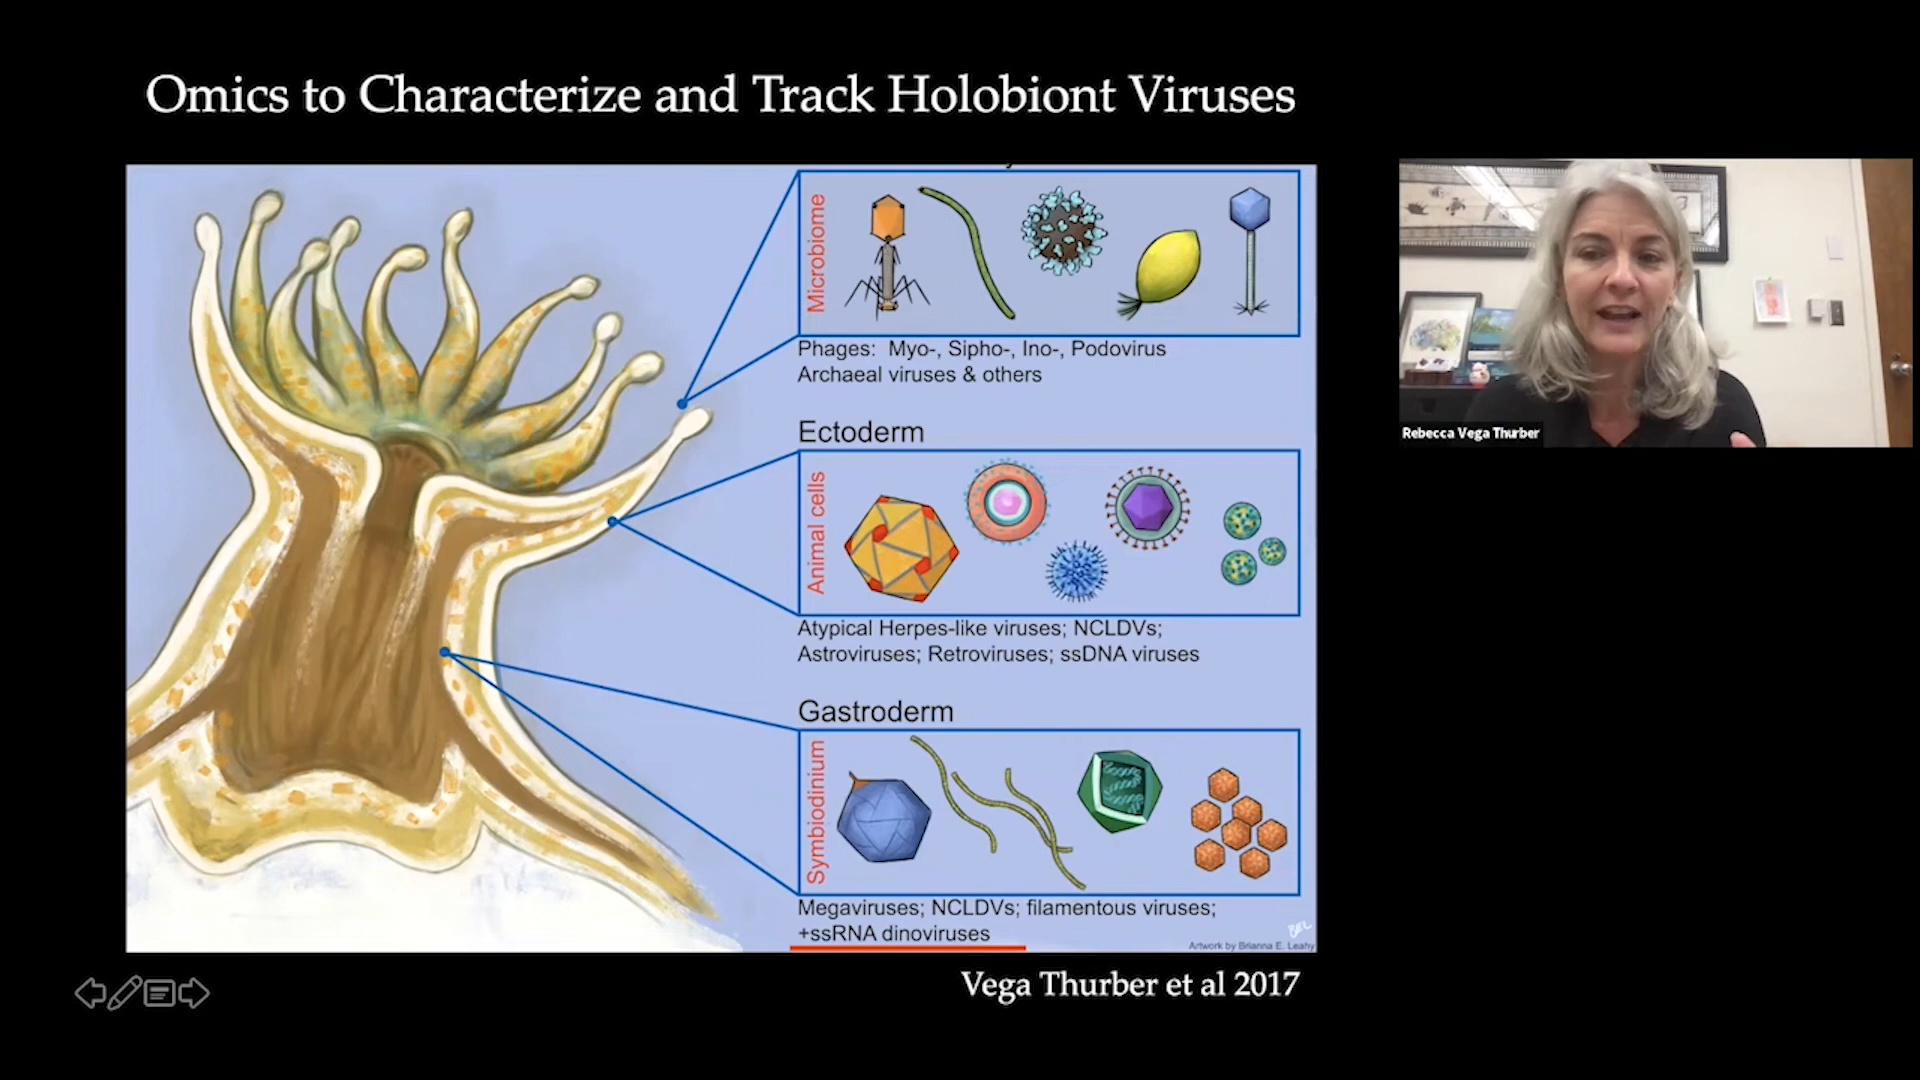 Omics to Characterize and Track Holobiont Viruses
Microbiome
Phages: Myo-, Sipho-, Ino-, Podovirus
Archaeal viruses & others
Ectoderm
Animal cells
Atypical Herpes-like viruses; NCLDVs;
Astroviruses; Retroviruses; ssDNA viruses
Gastroderm
Symbiodinium
Megaviruses; NCLDVs; filamentous viruses;
+ssRNA dinoviruses
Artwork by Brianna E. Leahy
Vega Thurber et al 2017
Rebecca Vega Thurber